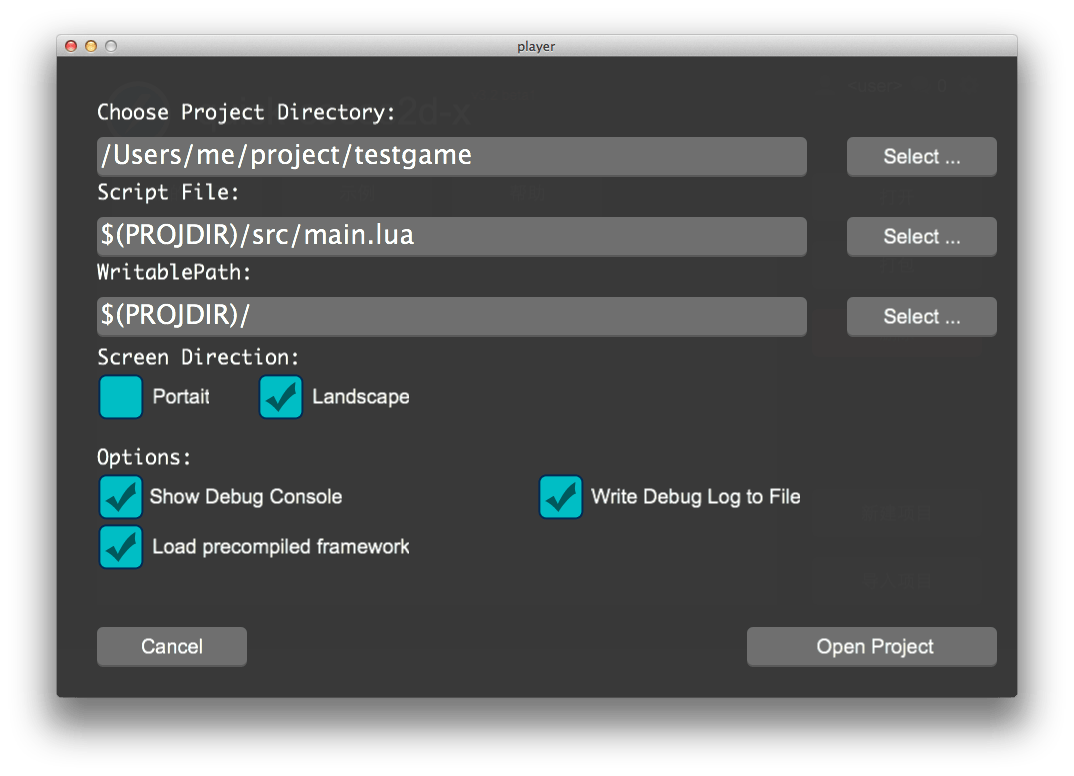 player
Choose Project Directory:
/Users/me/project/testgame
Select ...
Script File:
$(PROJDIR)/src/main.lua
Select ...
WritablePath:
$(PROJDIR)/
Select ...
Screen Direction:
Portait
Landscape
Options:
Show Debug Console
Write Debug Log to File
Load precompiled framework
Cancel
Open Project